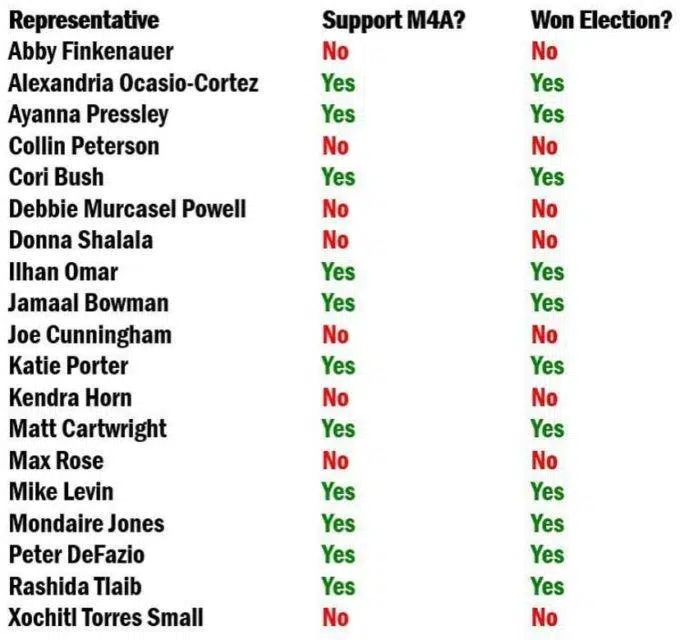 Representative Support M4A? Won Election?
Abby Finkenauer No No
Alexandria Ocasio-Cortez Yes Yes
Ayanna Pressley Yes Yes
Collin Peterson No No
Cori Bush Yes Yes
Debbie Murcasel Powell No No
Donna Shalala No No
Ilhan Omar Yes Yes
Jamaal Bowman Yes Yes
Joe Cunningham No No
Katie Porter Yes Yes
Kendra Horn No No
Matt Cartwright Yes Yes
Max Rose No No
Mike Levin Yes Yes
Mondaire Jones Yes Yes
Peter DeFazio Yes Yes
Rashida Tlaib Yes Yes
Xochitl Torres Small No No